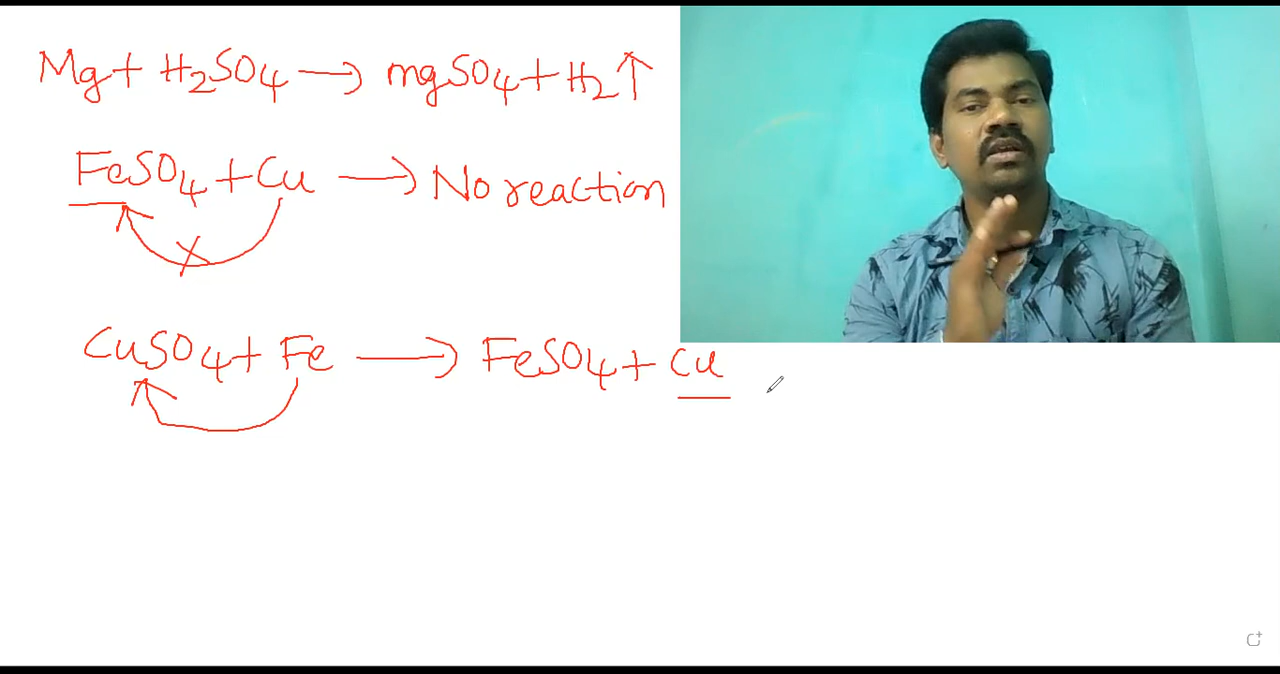 Mg + H2SO4 → mgSO4 + H2 ↑
FeSO4 + Cu → No reaction
CuSO4 + Fe → FeSO4 + Cu